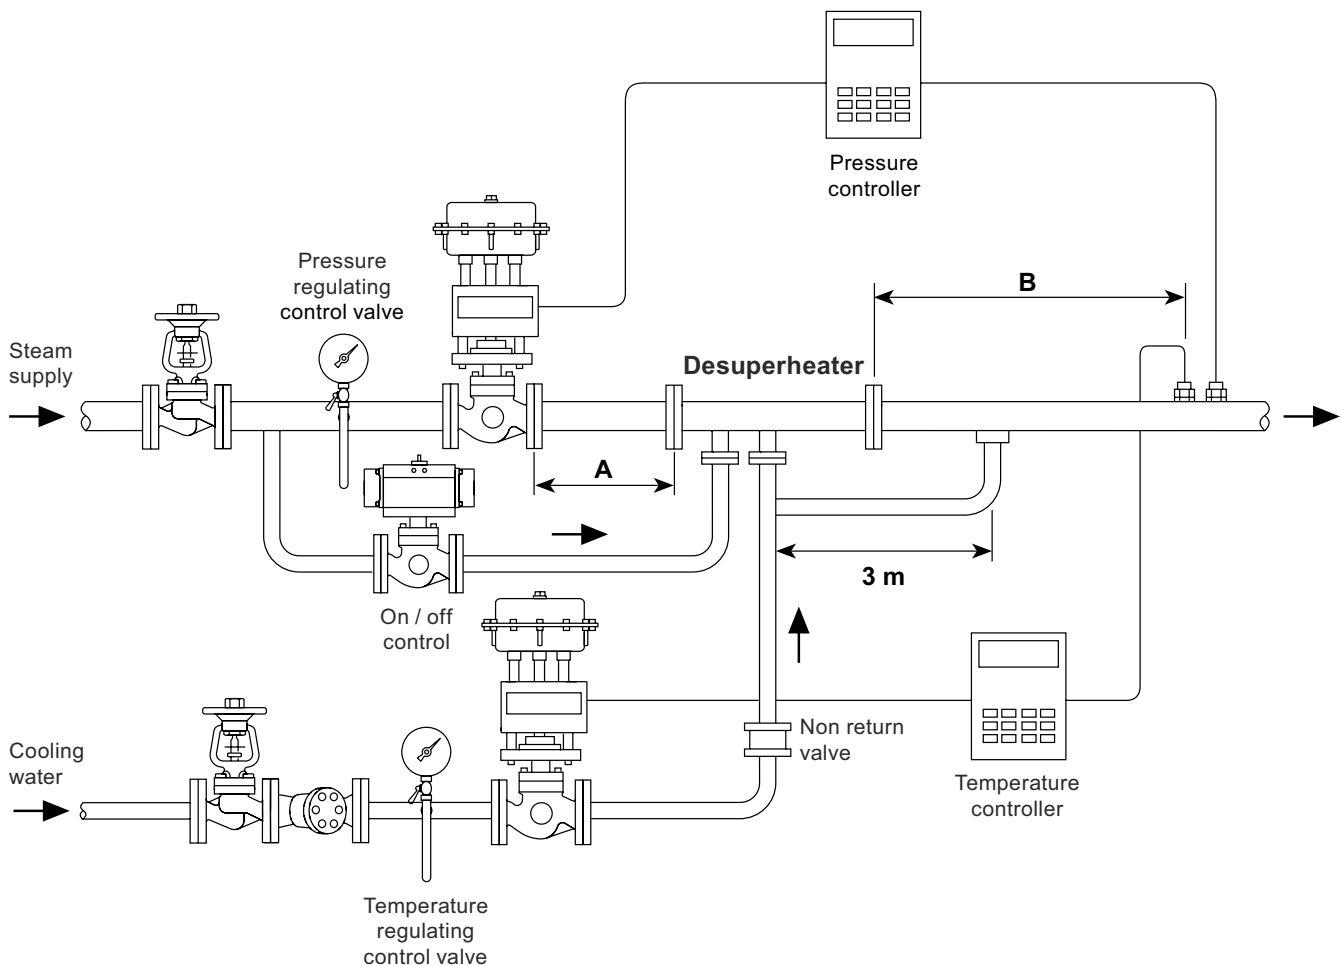 Pressure
controller
Pressure
regulating
control valve
B
Steam
supply
Desuperheater
A
3 m
On / off
control
Non return
valve
Cooling
water
Temperature
controller
Temperature
regulating
control valve